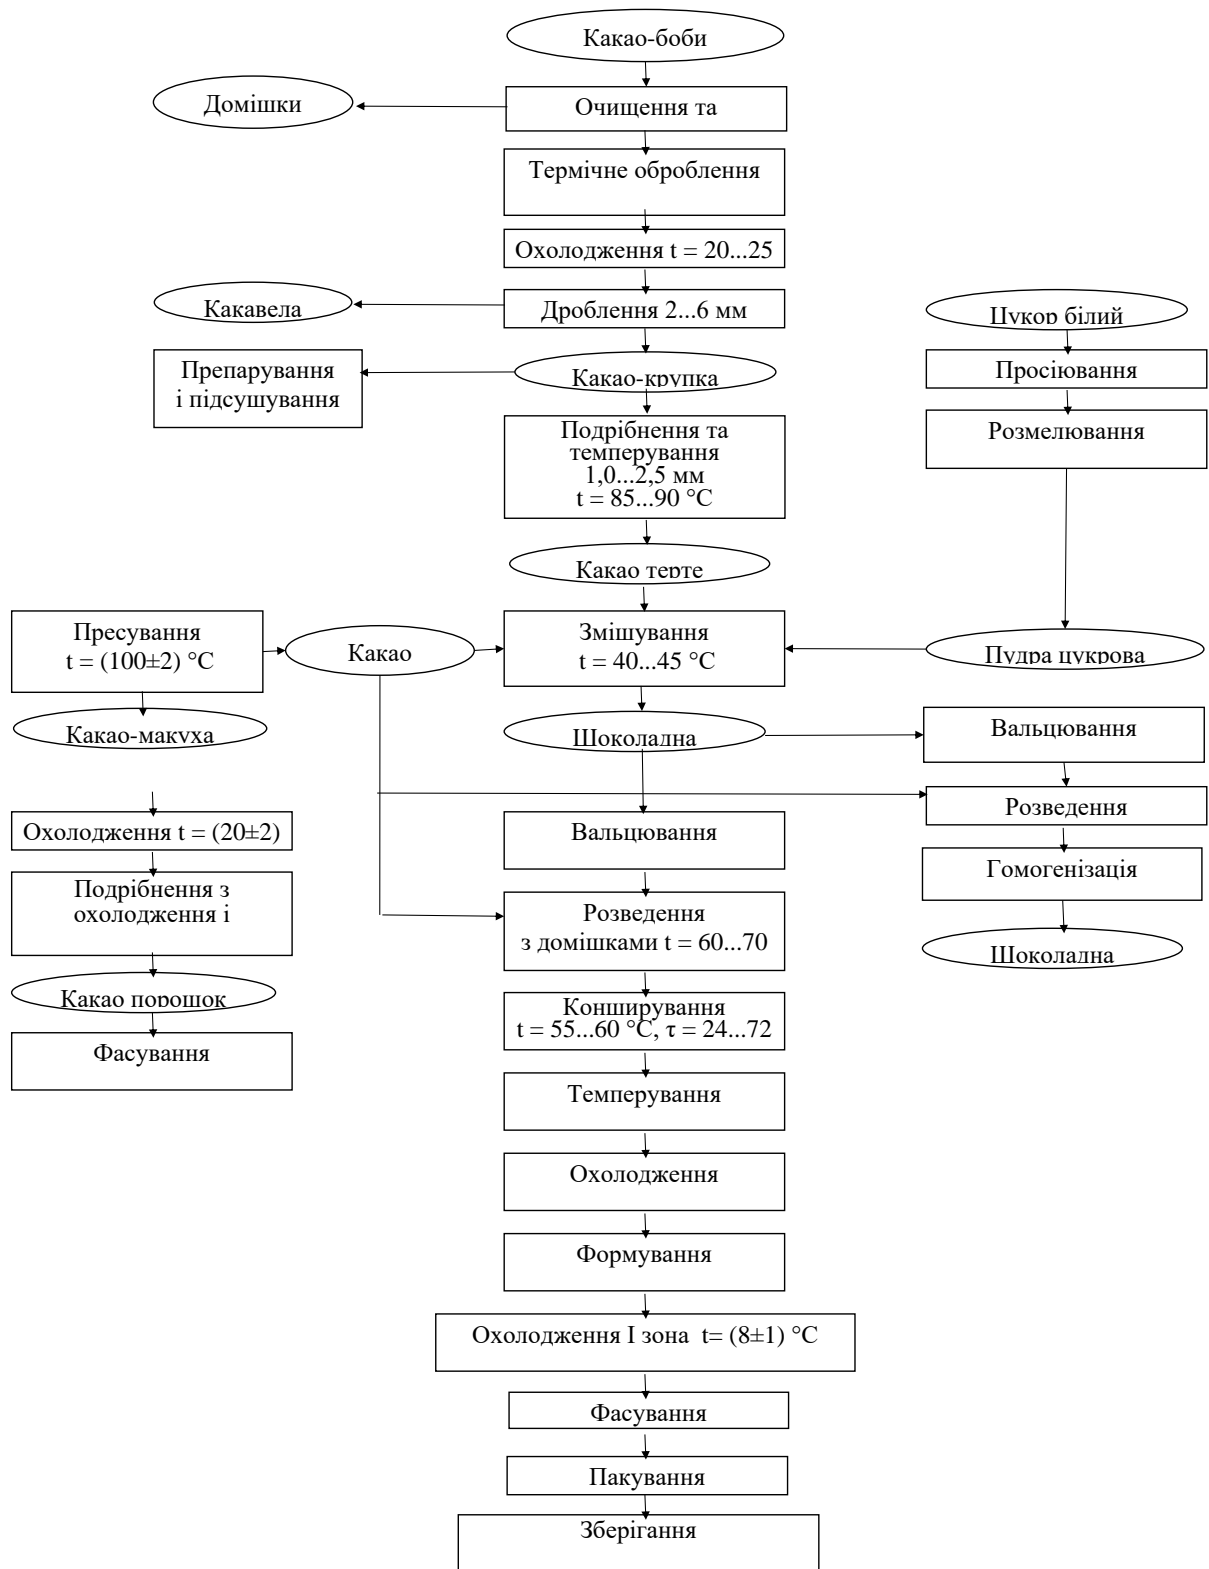 Какао-боби
Домішки
Очищення та
Термічне оброблення
Охолодження t = 20...25
Какавела
Дроблення 2...6 мм
Цукор білий
Препарування
і підсушування
Какао-крупка
Просіювання
Подрібнення та
температування
1,0...2,5 мм
t = 85...90 °C
Розмелювання
Какао терте
Пресування
t = (100±2) °C
Какао
Змішування
t = 40...45 °C
Пудра цукрова
Какао-макуха
Шоколадна
Вальцювання
Розведення
Охолодження t = (20±2)
Вальцювання
Гомогенізація
Подрібнення з
охолодження і
Розведення
з домішками t = 60...70
Шоколадна
Какао порошок
Конширування
t = 55...60 °C, τ = 24...72
Фасування
Темперування
Охолодження
Формування
Охолодження І зона  t= (8±1) °C
Фасування
Пакування
Зберігання